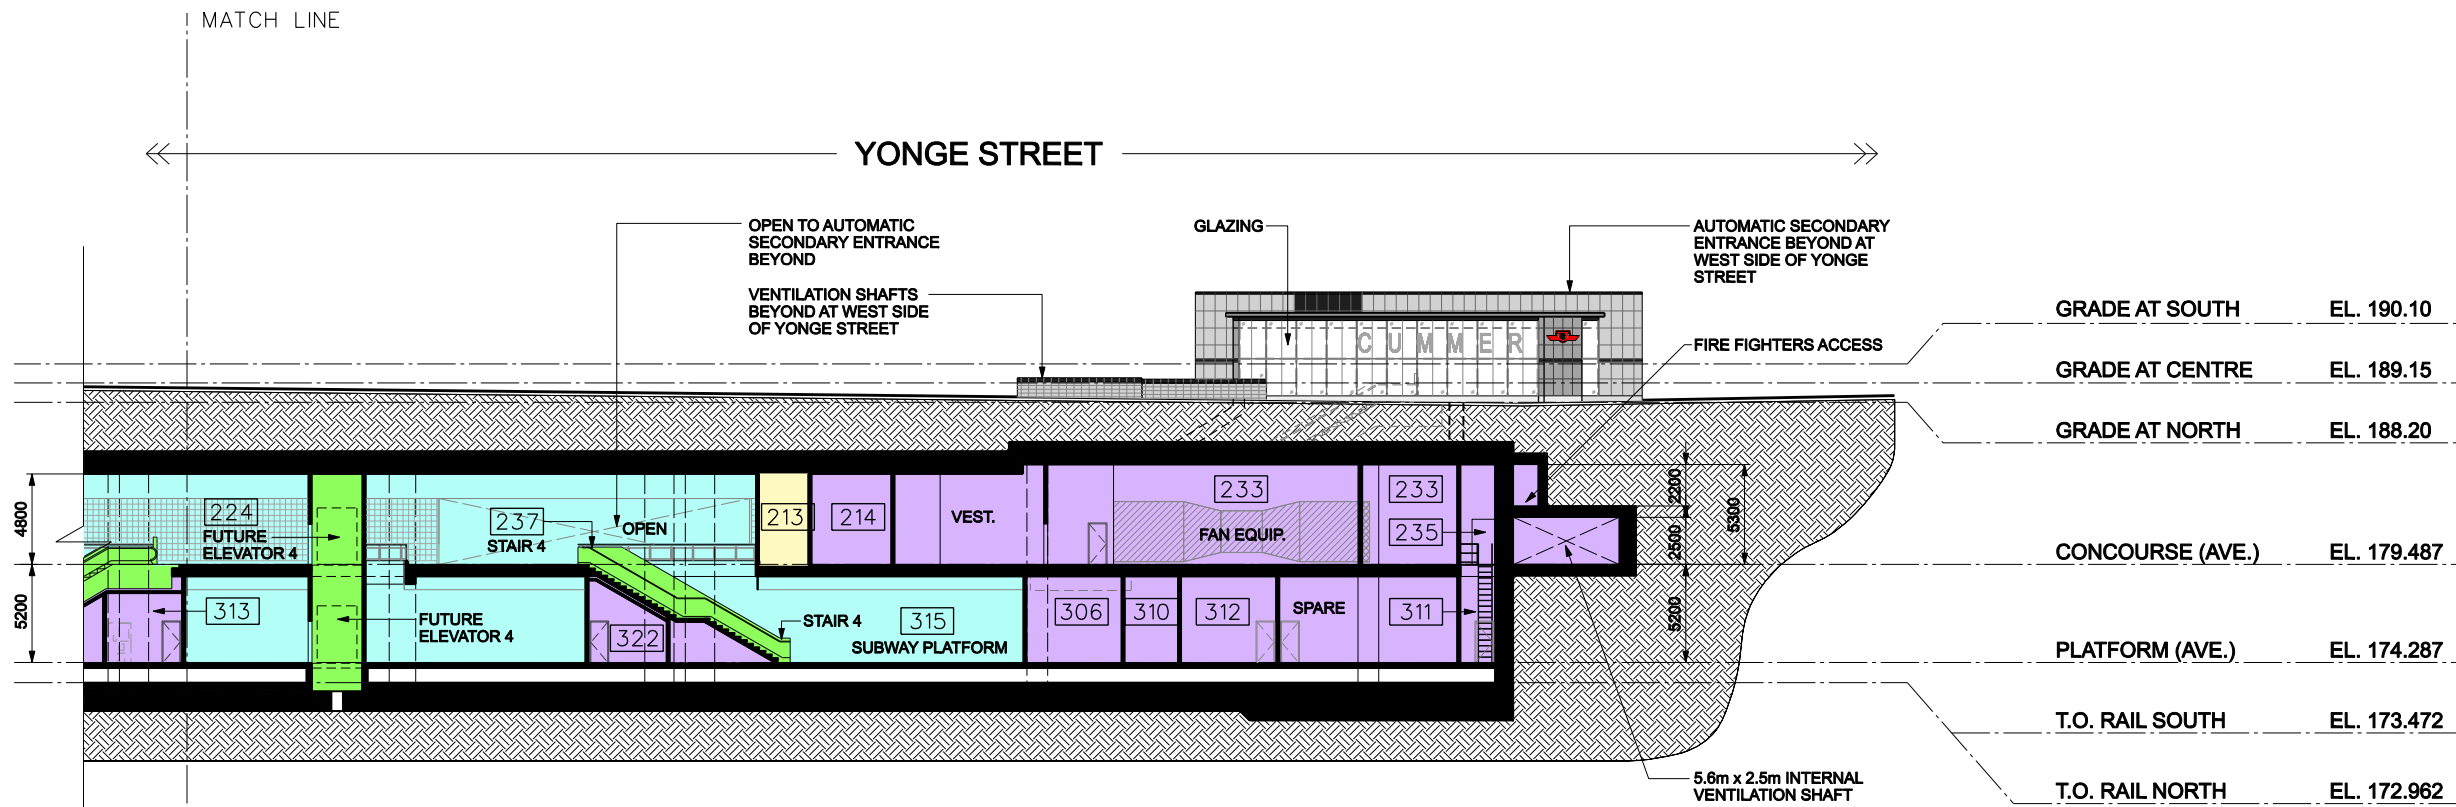 MATCH LINE
YONGE STREET
OPEN TO AUTOMATIC
SECONDARY ENTRANCE
BEYOND
VENTILATION SHAFTS
BEYOND AT WEST SIDE
OF YONGE STREET
GLAZING
AUTOMATIC SECONDARY
ENTRANCE BEYOND AT
WEST SIDE OF YONGE
STREET
FIRE FIGHTERS ACCESS
CUMMER
GRADE AT SOUTH EL. 190.10
GRADE AT CENTRE EL. 189.15
GRADE AT NORTH EL. 188.20
CONCOURSE (AVE.) EL. 179.487
PLATFORM (AVE.) EL. 174.287
T.O. RAIL SOUTH EL. 173.472
T.O. RAIL NORTH EL. 172.962
4800
5200
224
FUTURE
ELEVATOR 4
237
STAIR 4
OPEN
213
214
VEST.
233
FAN EQUIP.
233
235
2200
2500
5300
5200
313
FUTURE
ELEVATOR 4
322
STAIR 4
315
SUBWAY PLATFORM
306
310
312
SPARE
311
5.6m x 2.5m INTERNAL
VENTILATION SHAFT